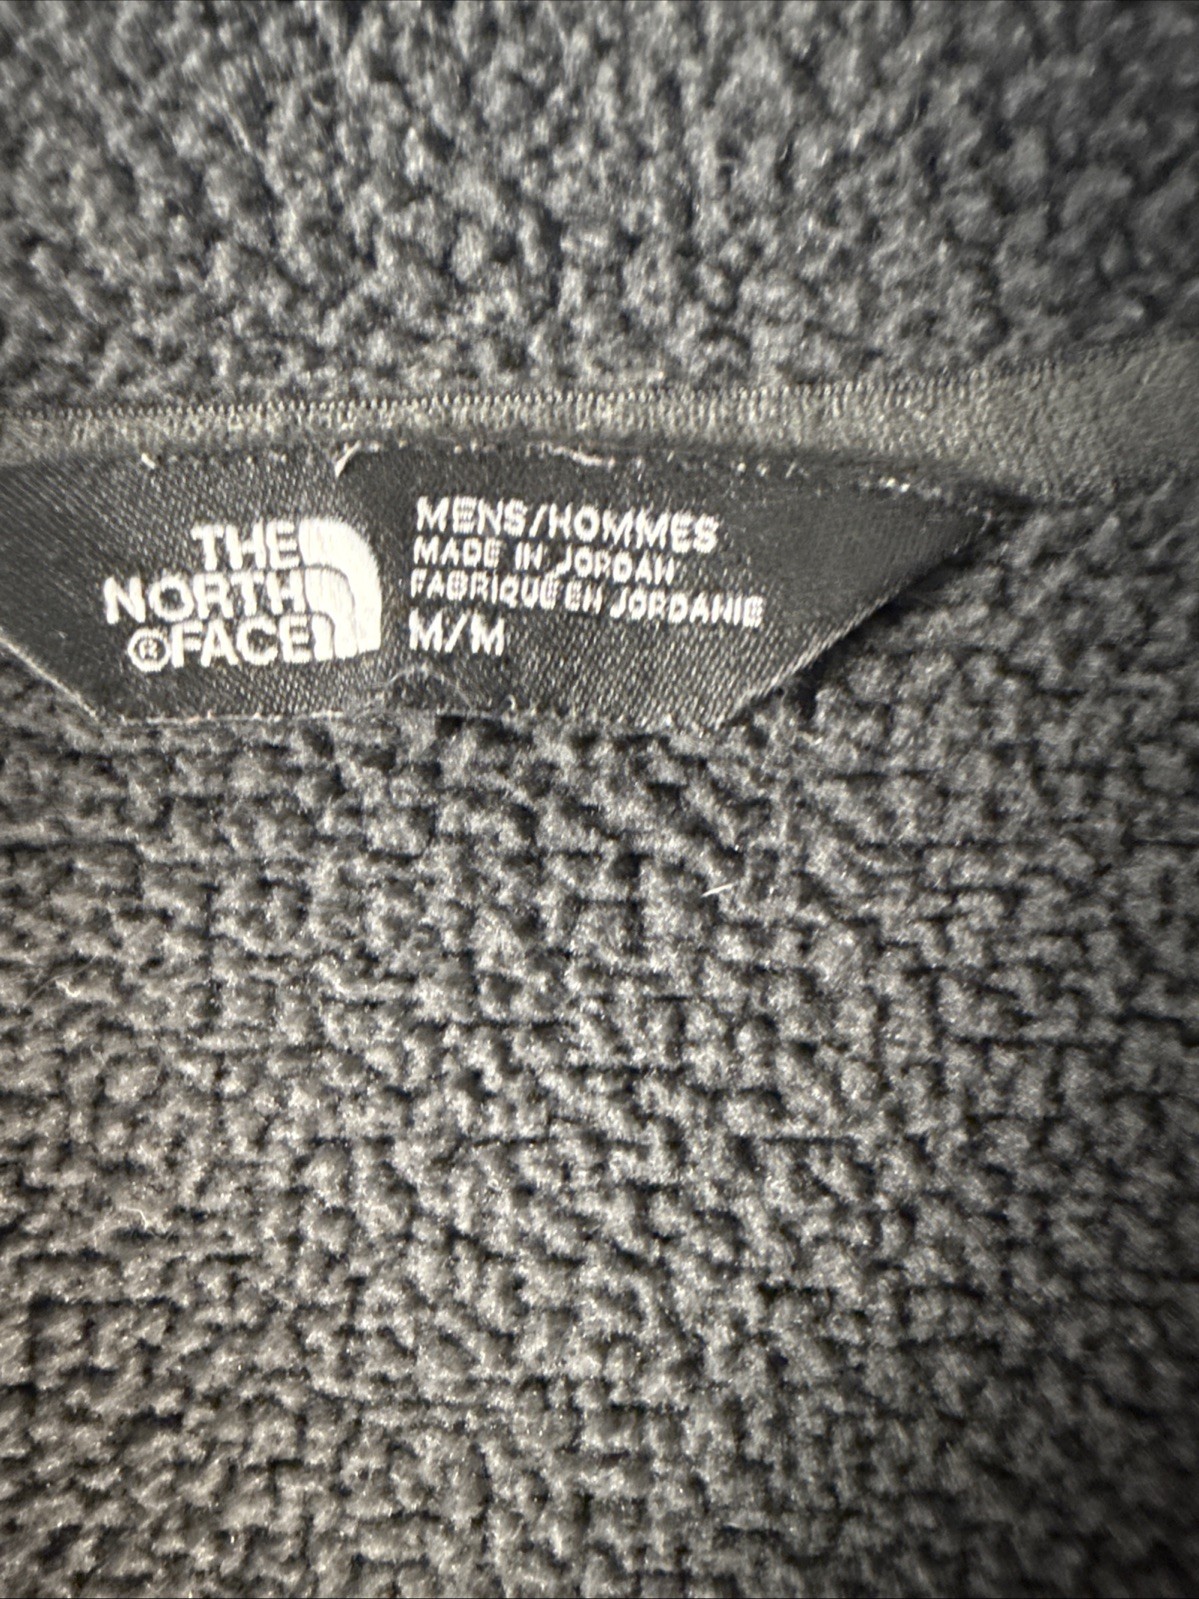 THE
NORTH
®FACE
MENS/HOMMES
MADE IN JORDAN
FABRIQUÉ EN JORDANIE
M/M